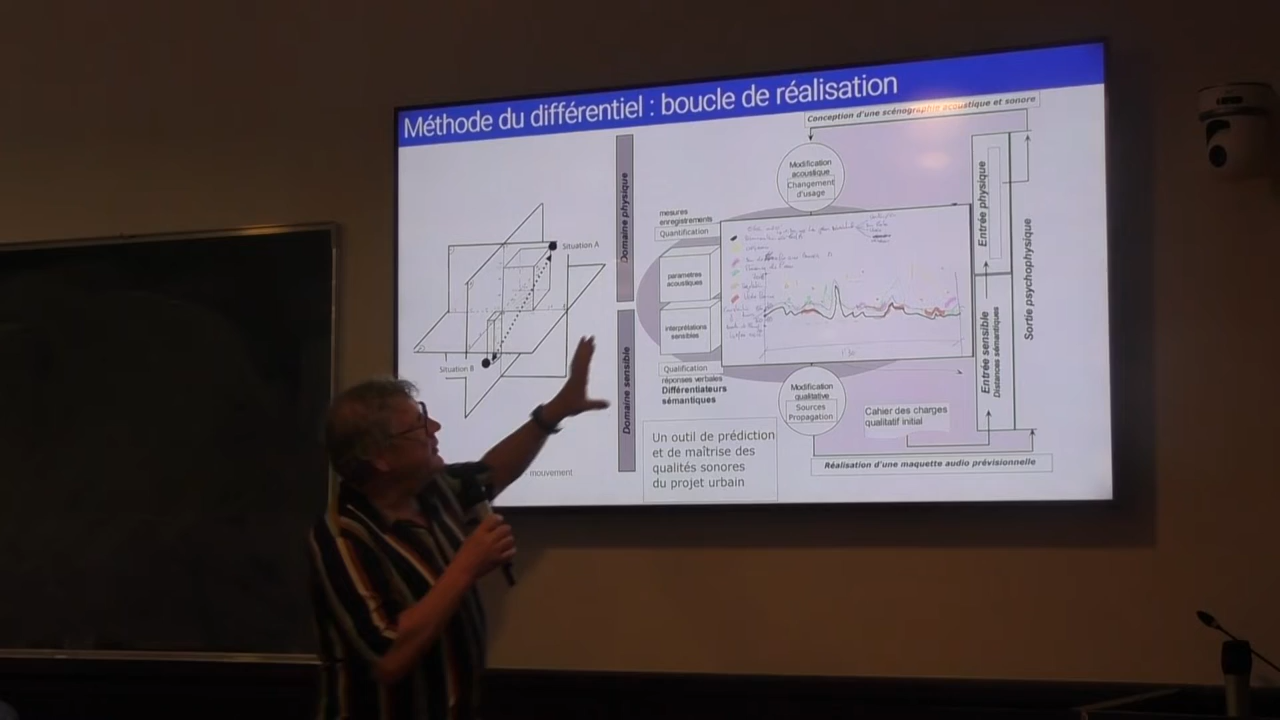 Méthode du différentiel : boucle de réalisation
Conception d'une scénographie acoustique et sonore
Situation A
Situation B
- mouvement
Domaine physique
Domaine sensible
Modification
acoustique
Changement
d'usage
mesures
enregistrements
Quantification
paramètres
acoustiques
interprétations
sensibles
Qualification
réponses verbales
Différentiateurs
sémantiques
Modification
qualitative
Sources
Propagation
Cahier des charges
qualitatif initial
Un outil de prédiction
et de maîtrise des
qualités sonores
du projet urbain
Réalisation d'une maquette audio prévisionnelle
Entrée physique
Entrée sensible
Distances sémantiques
Sortie psychophysique